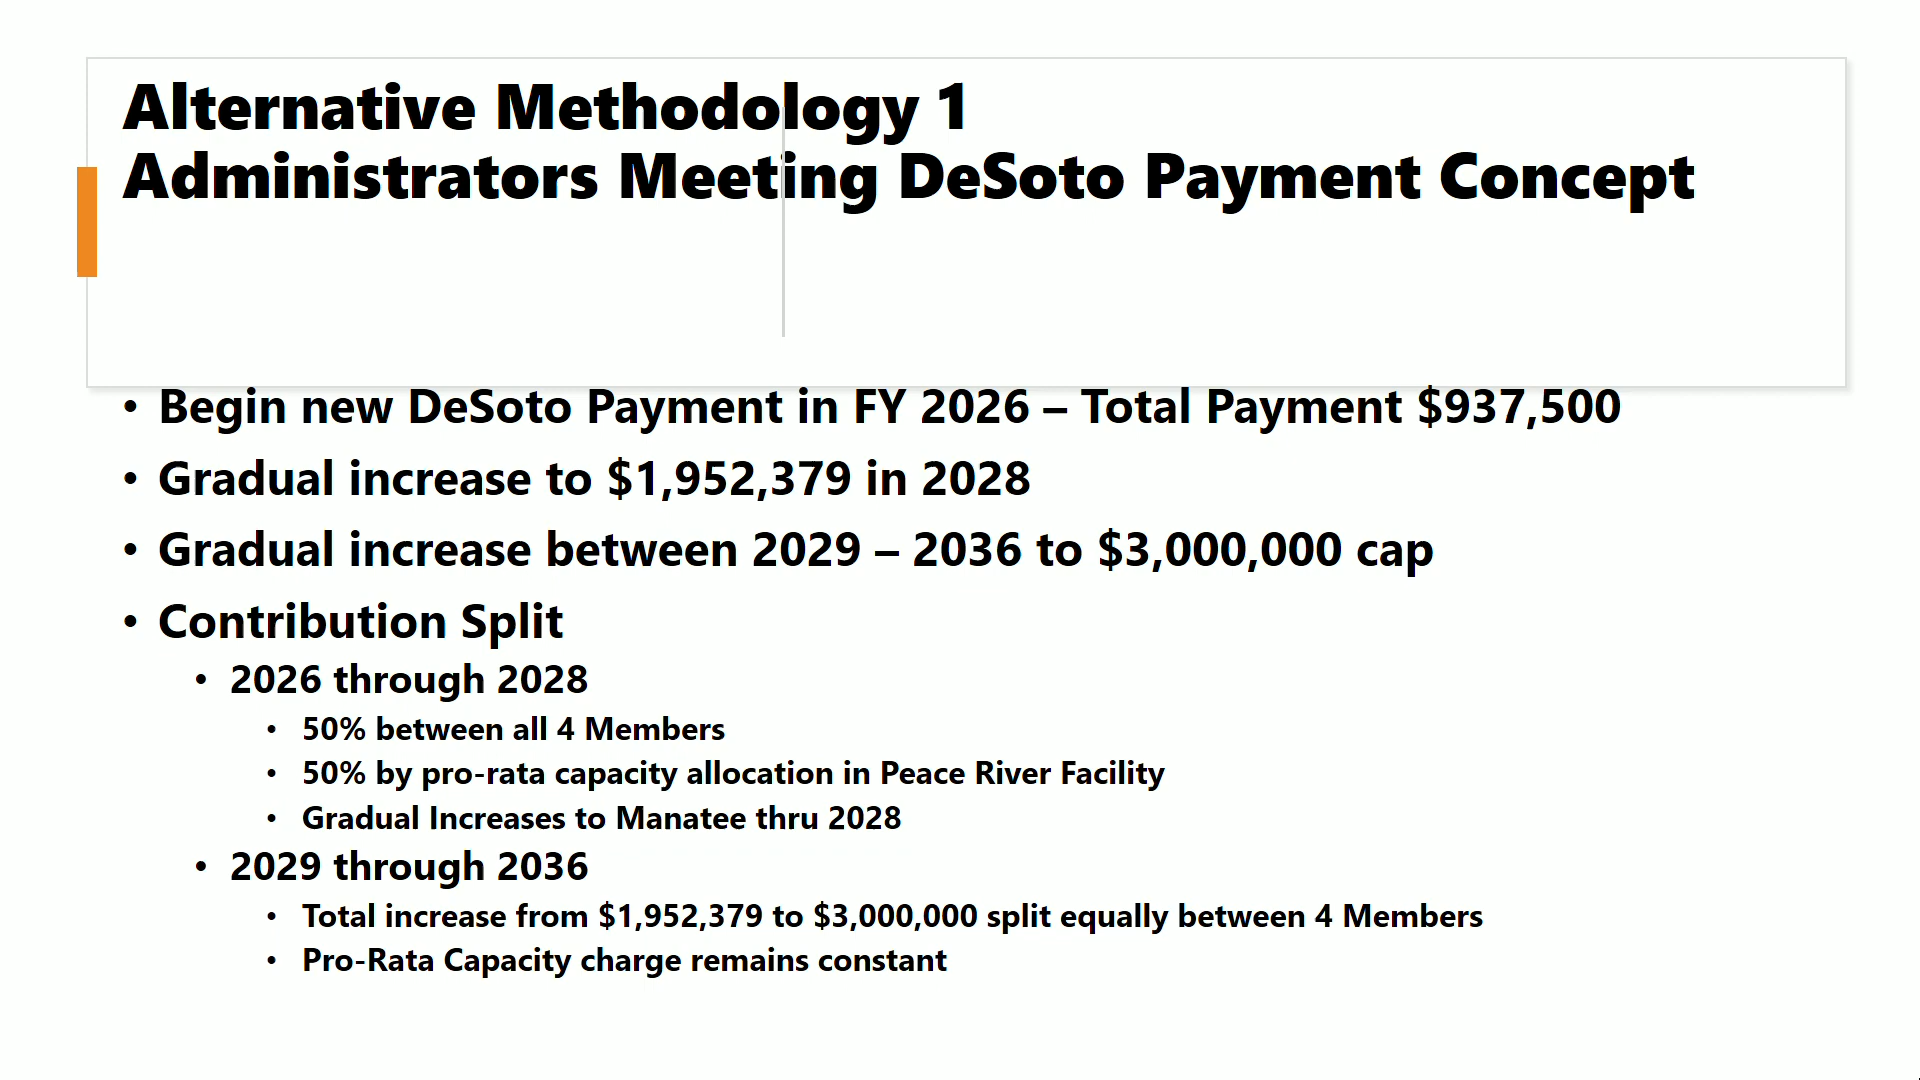 Alternative Methodology 1
Administrators Meeting DeSoto Payment Concept
• Begin new DeSoto Payment in FY 2026 – Total Payment $937,500
• Gradual increase to $1,952,379 in 2028
• Gradual increase between 2029 – 2036 to $3,000,000 cap
• Contribution Split
• 2026 through 2028
• 50% between all 4 Members
• 50% by pro-rata capacity allocation in Peace River Facility
• Gradual Increases to Manatee thru 2028
• 2029 through 2036
• Total increase from $1,952,379 to $3,000,000 split equally between 4 Members
• Pro-Rata Capacity charge remains constant